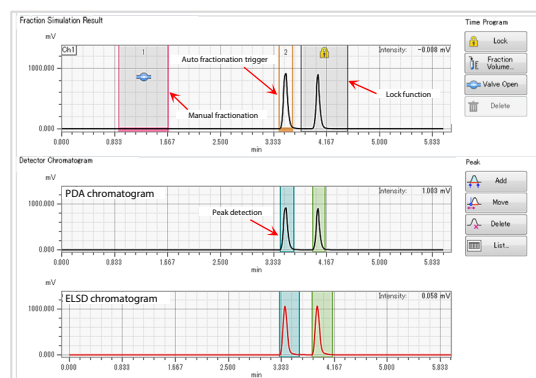 Fraction Simulation Result
Time Program
mV
Ch1
1
Auto fractionation trigger
2
Intensity: -0.008 mV
Lock
1000.000
Fraction
Volume...
Lock function
Valve Open
Manual fractionation
Delete
0.000
0.000 0.833 1.667 2.500 3.333 4.167 5.000 5.833
min
Detector Chromatogram
Peak
mV
PDA chromatogram
Intensity: 1.003 mV
Add
1000.000
Peak detection
Move
Delete
0.000
List...
0.000 0.833 1.667 2.500 3.333 4.167 5.000 5.833
min
mV
ELSD chromatogram
Intensity: 0.058 mV
1000.000
0.000
0.000 0.833 1.667 2.500 3.333 4.167 5.000 5.833
min